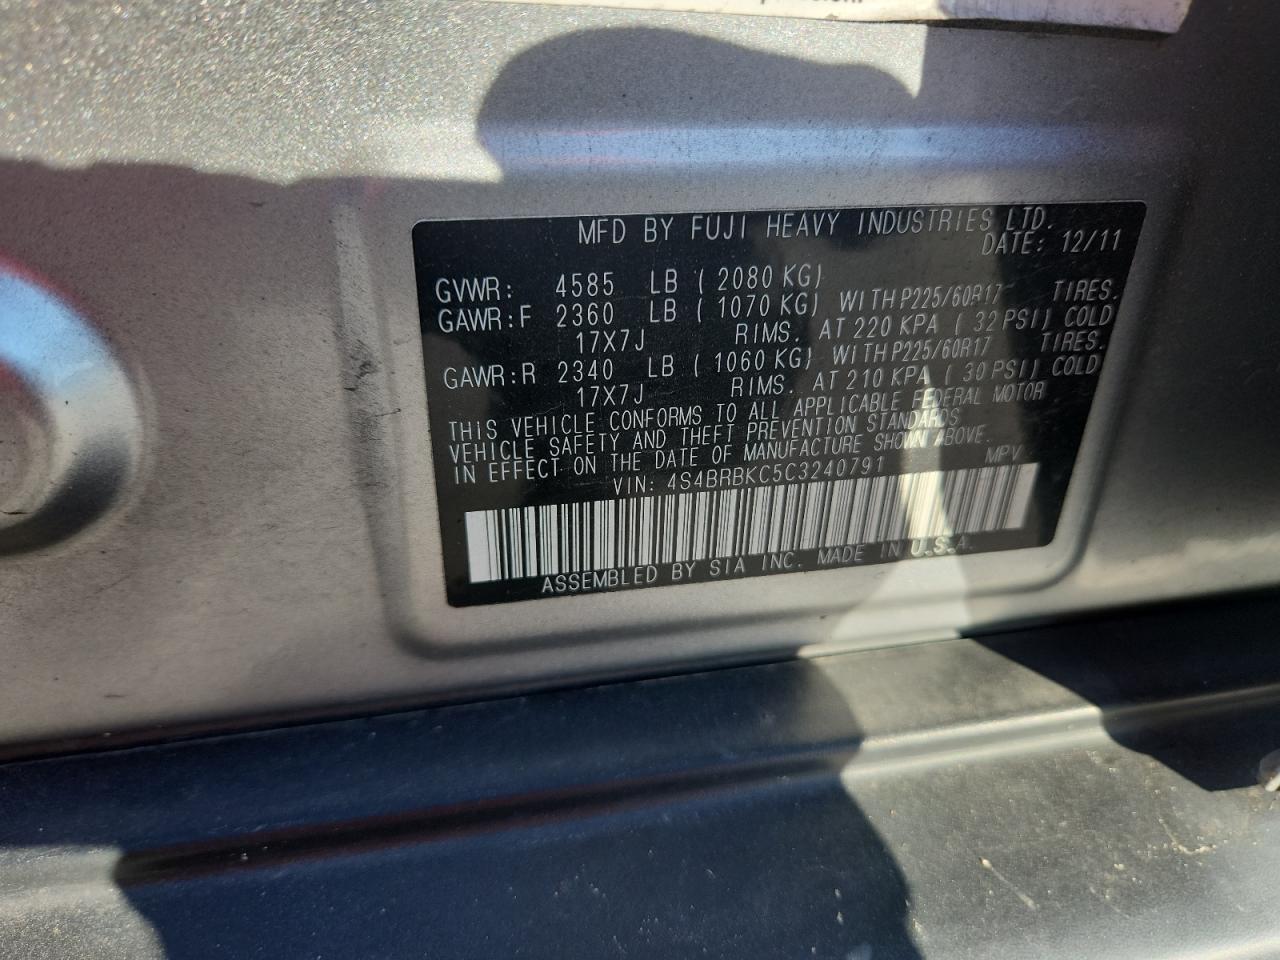 MFD BY FUJI HEAVY INDUSTRIES LTD.
DATE: 12/11
GVWR: 4585 LB ( 2080 KG)
GAWR:F 2360 LB ( 1070 KG) WITH P225/60R17 TIRES.
17X7J RIMS. AT 220 KPA ( 32 PSI) COLD
GAWR:R 2340 LB ( 1060 KG) WITH P225/60R17 TIRES.
17X7J RIMS. AT 210 KPA ( 30 PSI) COLD
THIS VEHICLE CONFORMS TO ALL APPLICABLE FEDERAL MOTOR
VEHICLE SAFETY AND THEFT PREVENTION STANDARDS
IN EFFECT ON THE DATE OF MANUFACTURE SHOWN ABOVE.
VIN: 4S4BRBKC5C3240791 MPV
ASSEMBLED BY SIA INC. MADE IN U.S.A.